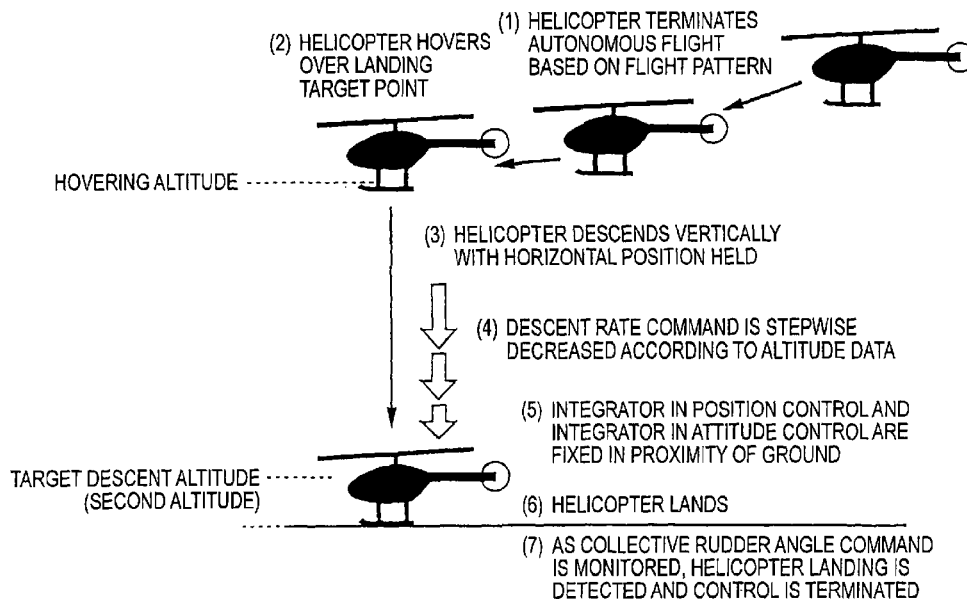 (1) HELICOPTER TERMINATES
AUTONOMOUS FLIGHT
BASED ON FLIGHT PATTERN
(2) HELICOPTER HOVERS
OVER LANDING
TARGET POINT
HOVERING ALTITUDE
(3) HELICOPTER DESCENDS VERTICALLY
WITH HORIZONTAL POSITION HELD
(4) DESCENT RATE COMMAND IS STEPWISE
DECREASED ACCORDING TO ALTITUDE DATA
(5) INTEGRATOR IN POSITION CONTROL AND
INTEGRATOR IN ATTITUDE CONTROL ARE
FIXED IN PROXIMITY OF GROUND
TARGET DESCENT ALTITUDE
(SECOND ALTITUDE)
(6) HELICOPTER LANDS
(7) AS COLLECTIVE RUDDER ANGLE COMMAND
IS MONITORED, HELICOPTER LANDING IS
DETECTED AND CONTROL IS TERMINATED